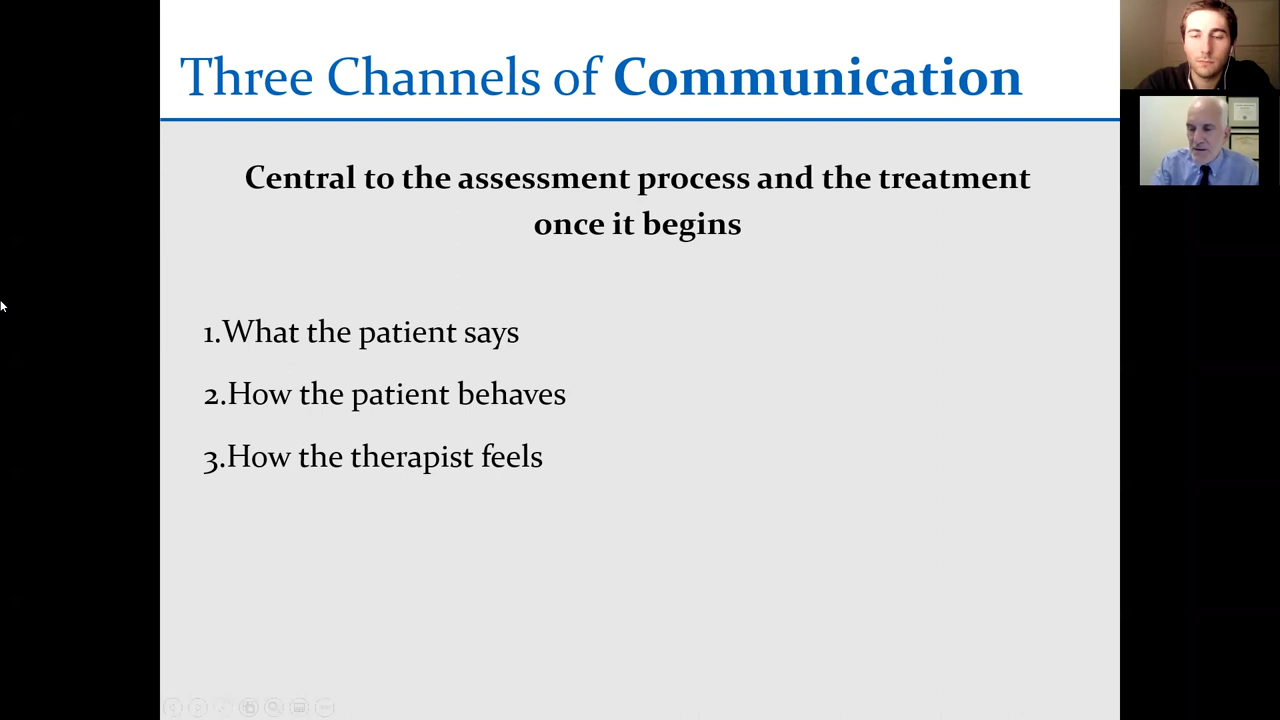 Three Channels of Communication
Central to the assessment process and the treatment
once it begins
1.What the patient says
2.How the patient behaves
3.How the therapist feels